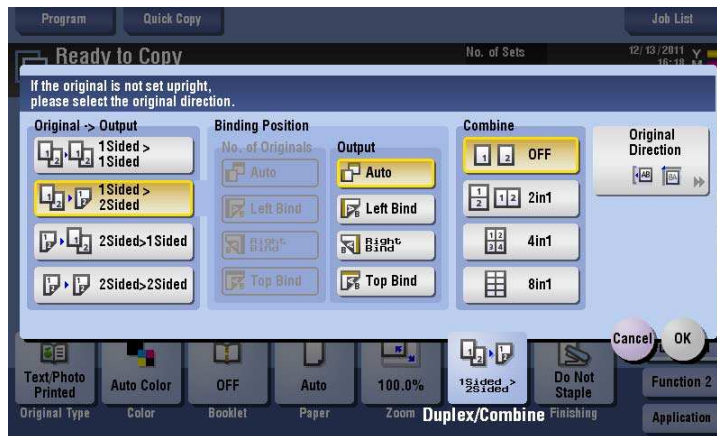 Program
Quick Copy
Job List
Ready to Copy
No. of Sets
12/13/2011
16:18
Y
M
If the original is not set upright,
please select the original direction.
Original -> Output
Binding Position
Combine
No. of Originals
Output
Original
Direction
1Sided >
1Sided
Auto
Auto
1 2 OFF
1Sided >
2Sided
Left Bind
Left Bind
2in1
2Sided>1Sided
Right
Bind
Right
Bind
4in1
2Sided>2Sided
Top Bind
Top Bind
8in1
Cancel
OK
Text/Photo
Printed
Auto Color
OFF
Auto
100.0%
1Sided >
2Sided
Do Not
Staple
Function 2
Original Type
Color
Booklet
Paper
Zoom
Duplex/Combine
Finishing
Application